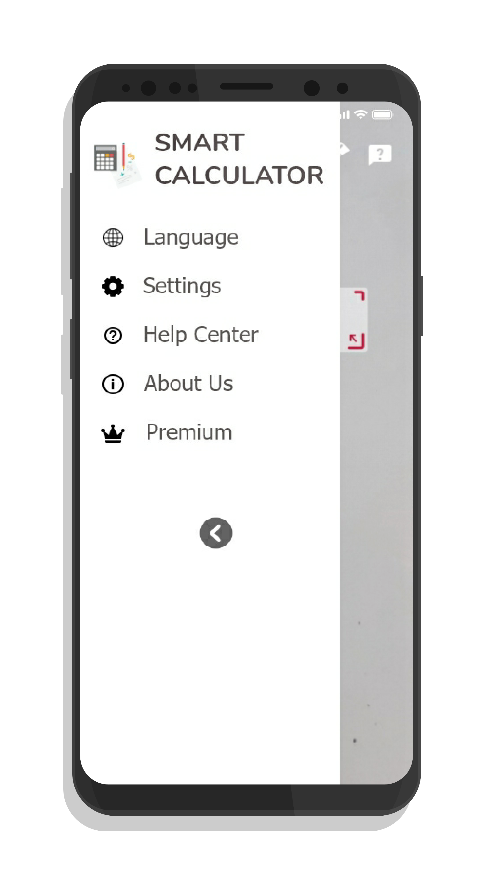 SMART
CALCULATOR
?
Language
Settings
Help Center
About Us
Premium